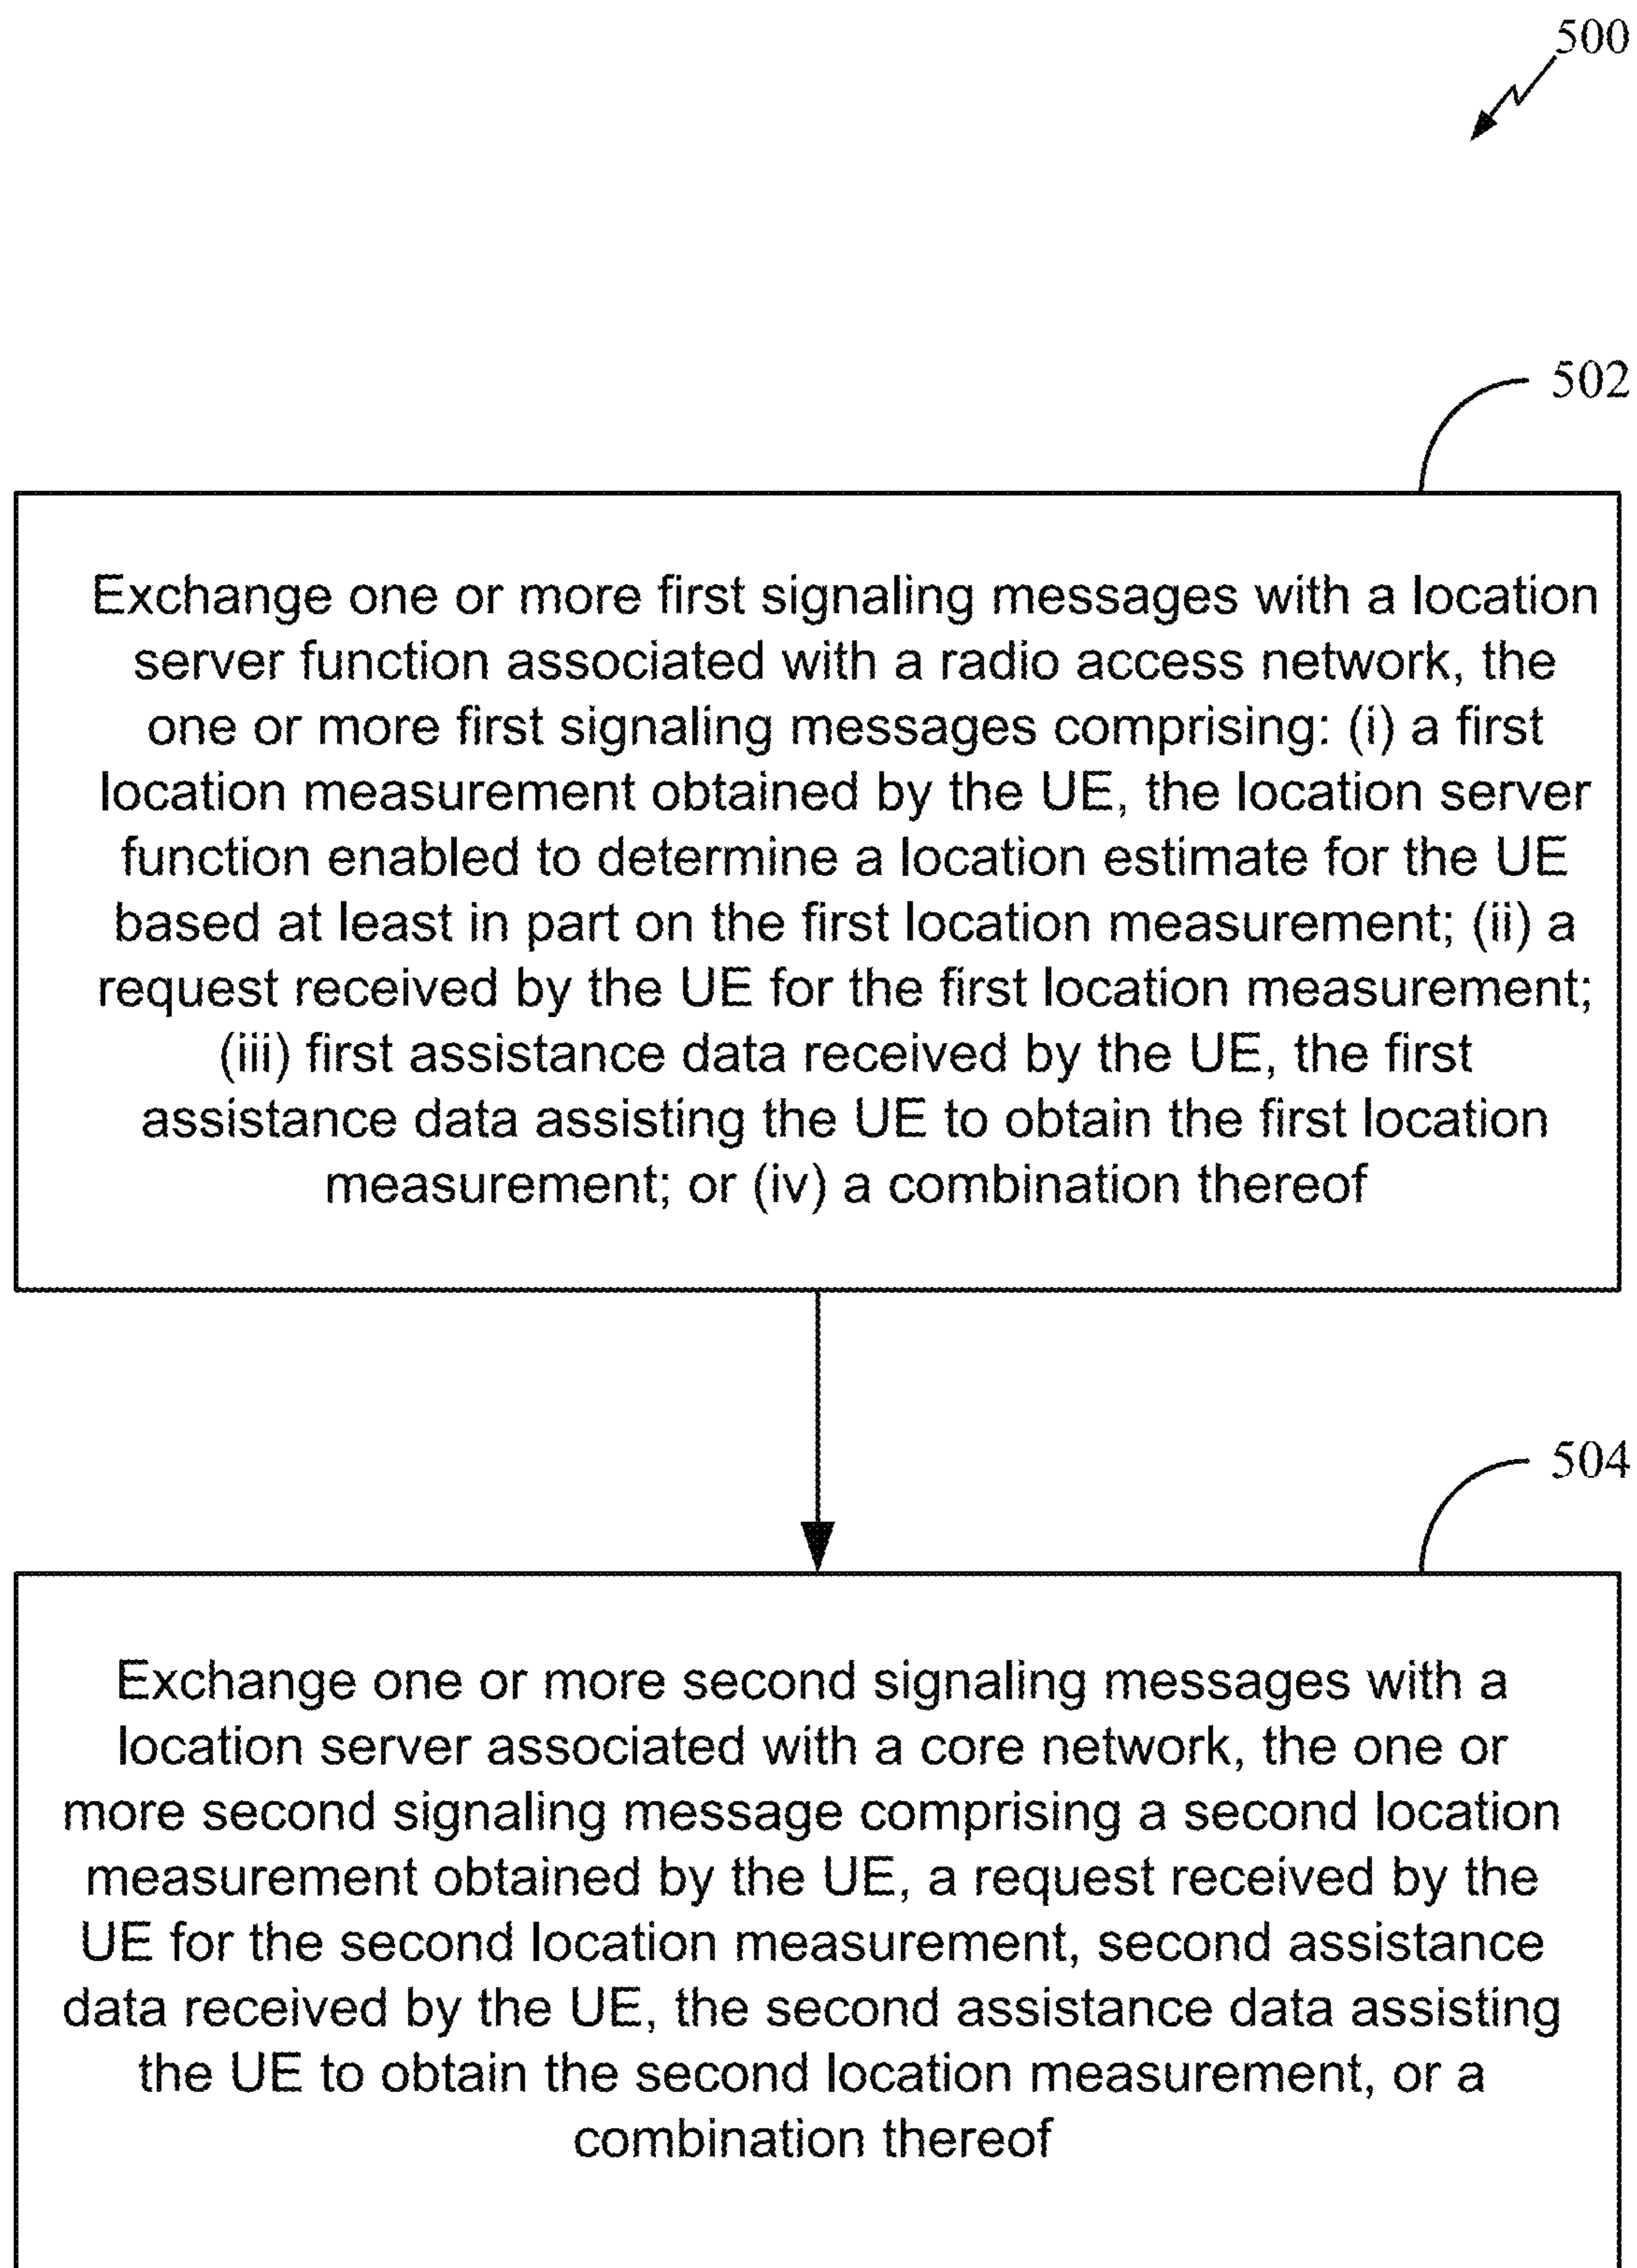 500
502
Exchange one or more first signaling messages with a location
server function associated with a radio access network, the
one or more first signaling messages comprising: (i) a first
location measurement obtained by the UE, the location server
function enabled to determine a location estimate for the UE
based at least in part on the first location measurement; (ii) a
request received by the UE for the first location measurement;
(iii) first assistance data received by the UE, the first
assistance data assisting the UE to obtain the first location
measurement; or (iv) a combination thereof
504
Exchange one or more second signaling messages with a
location server associated with a core network, the one or
more second signaling message comprising a second location
measurement obtained by the UE, a request received by the
UE for the second location measurement, second assistance
data received by the UE, the second assistance data assisting
the UE to obtain the second location measurement, or a
combination thereof